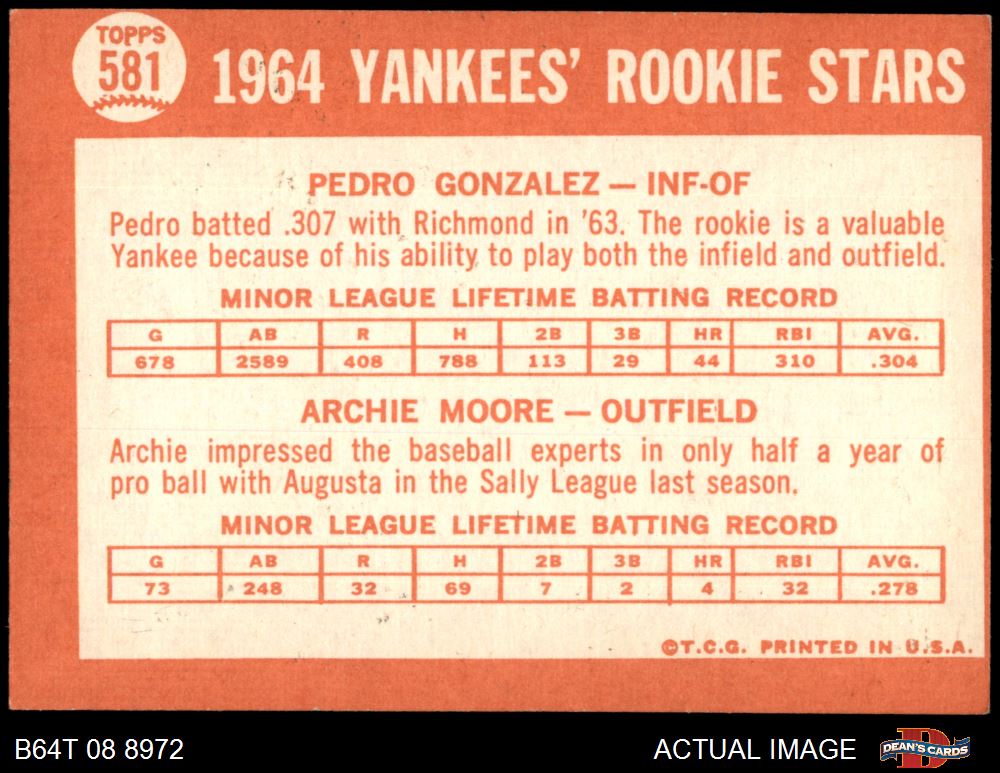 TOPPS
581
1964 YANKEES' ROOKIE STARS
PEDRO GONZALEZ — INF-OF
Pedro batted .307 with Richmond in '63. The rookie is a valuable
Yankee because of his ability to play both the infield and outfield.
MINOR LEAGUE LIFETIME BATTING RECORD
G AB R H 2B 3B HR RBI AVG.
678 2589 408 788 113 29 44 310 .304
ARCHIE MOORE — OUTFIELD
Archie impressed the baseball experts in only half a year of
pro ball with Augusta in the Sally League last season.
MINOR LEAGUE LIFETIME BATTING RECORD
G AB R H 2B 3B HR RBI AVG.
73 248 32 69 7 2 4 32 .278
©T.C.G. PRINTED IN U.S.A.
B64T 08 8972
ACTUAL IMAGE
DEAN'S CARDS